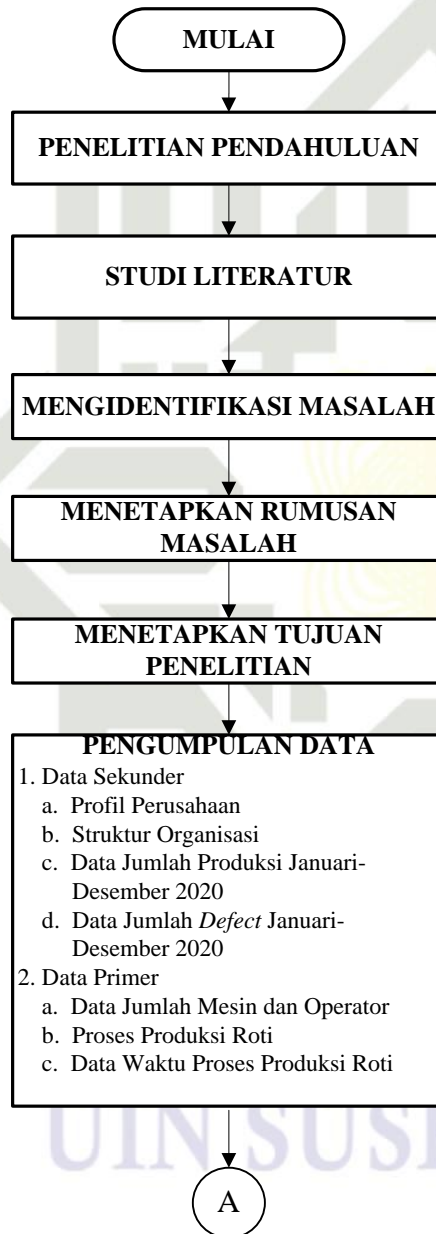 MULAI
PENELITIAN PENDAHULUAN
STUDI LITERATUR
MENGIDENTIFIKASI MASALAH
MENETAPKAN RUMUSAN
MASALAH
MENETAPKAN TUJUAN
PENELITIAN
PENGUMPULAN DATA
1. Data Sekunder
a. Profil Perusahaan
b. Struktur Organisasi
c. Data Jumlah Produksi Januari-
Desember 2020
d. Data Jumlah Defect Januari-
Desember 2020
2. Data Primer
a. Data Jumlah Mesin dan Operator
b. Proses Produksi Roti
c. Data Waktu Proses Produksi Roti
UIN SUS
A